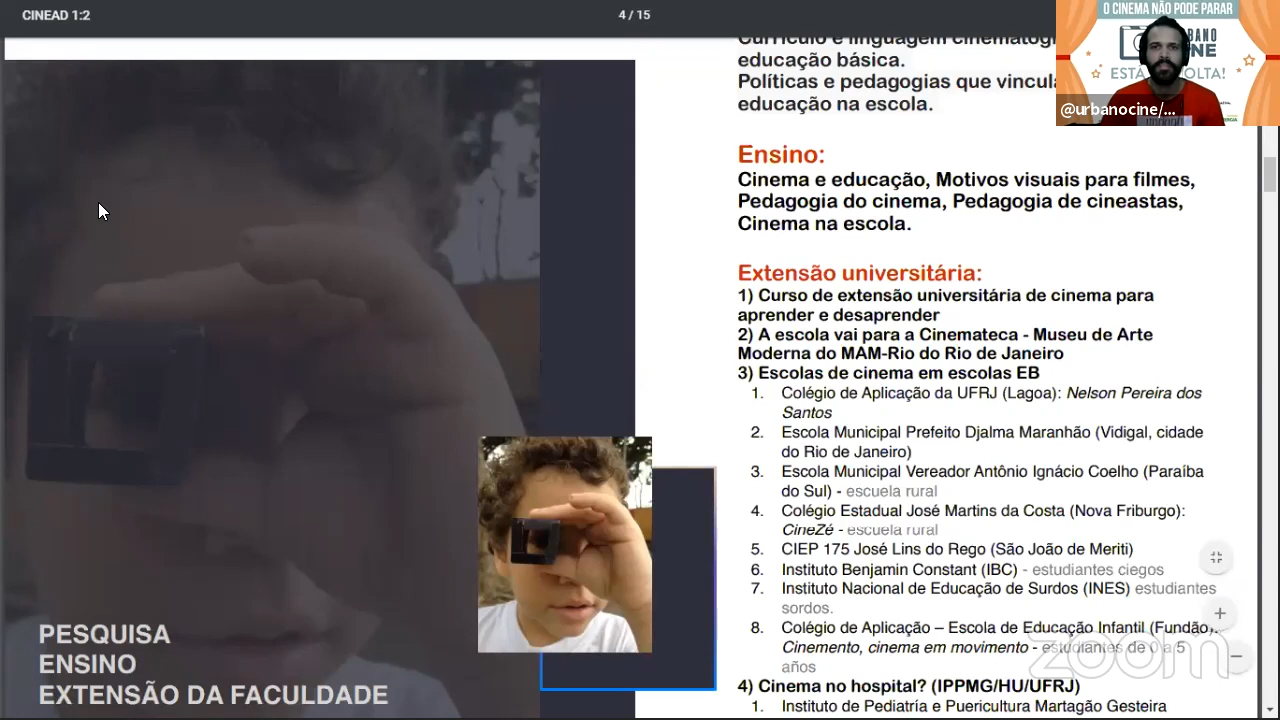 CINEAD 1:2
4 / 15
O CINEMA NÃO PODE PARAR
ESTÁ
OLTA!
@urbanocine/...
educação básica.
Políticas e pedagogias que
educação na escola.
Ensino:
Cinema e educação, Motivos visuais para filmes,
Pedagogia do cinema, Pedagogia de cineastas,
Cinema na escola.
Extensão universitária:
1) Curso de extensão universitária de cinema para
aprender e desaprender
2) A escola vai para a Cinemateca - Museu de Arte
Moderna do MAM-Rio do Rio de Janeiro
3) Escolas de cinema em escolas EB
1. Colégio de Aplicação da UFRJ (Lagoa): Nelson Pereira dos
Santos
2. Escola Municipal Prefeito Djalma Maranhão (Vidigal, cidade
do Rio de Janeiro)
3. Escola Municipal Vereador Antônio Ignácio Coelho (Paraíba
do Sul) - escuela rural
4. Colégio Estadual José Martins da Costa (Nova Friburgo):
CineZé - escuela rural
5. CIEP 175 José Lins do Rego (São João de Meriti)
6. Instituto Benjamin Constant (IBC) - estudiantes ciegos
7. Instituto Nacional de Educação de Surdos (INES) estudiantes
sordos.
8. Colégio de Aplicação – Escola de Educação Infantil (Fundão):
Cinemento, cinema em movimento - estudiantes de 0 a 5
años
4) Cinema no hospital? (IPPMG/HU/UFRJ)
1. Instituto de Pediatría e Puericultura Martagão Gesteira
PESQUISA
ENSINO
EXTENSÃO DA FACULDADE
zoom